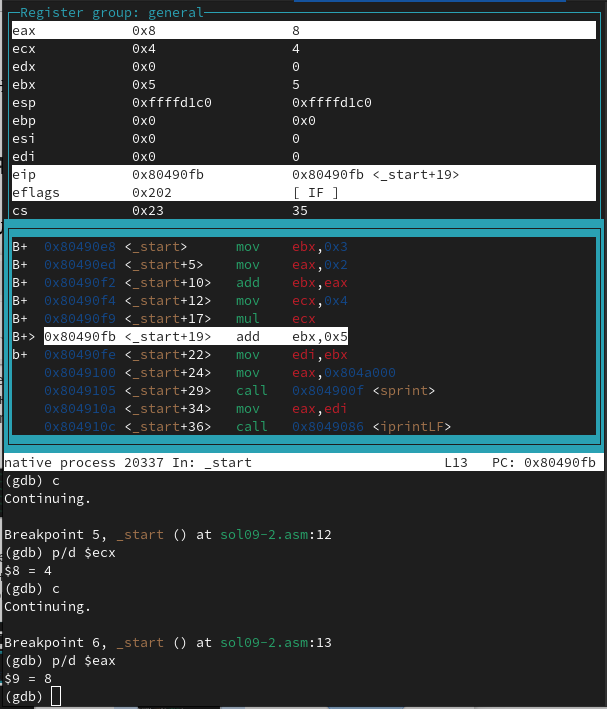 Register group: general
eax 0x8 8
ecx 0x4 4
edx 0x0 0
ebx 0x5 5
esp 0xffffd1c0 0xffffd1c0
ebp 0x0 0x0
esi 0x0 0
edi 0x0 0
eip 0x80490fb 0x80490fb <_start+19>
eflags 0x202 [ IF ]
cs 0x23 35
B+ 0x80490e8 <_start> mov ebx,0x3
B+ 0x80490ed <_start+5> mov eax,0x2
B+ 0x80490f2 <_start+10> add ebx,eax
B+ 0x80490f4 <_start+12> mov ecx,0x4
B+ 0x80490f9 <_start+17> mul ecx
B+> 0x80490fb <_start+19> add ebx,0x5
b+ 0x80490fe <_start+22> mov edi,ebx
0x8049100 <_start+24> mov eax,0x804a000
0x8049105 <_start+29> call 0x804900f <sprint>
0x804910a <_start+34> mov eax,edi
0x804910c <_start+36> call 0x8049086 <iprintLF>
native process 20337 In: _start L13 PC: 0x80490fb
(gdb) c
Continuing.
Breakpoint 5, _start () at sol09-2.asm:12
(gdb) p/d $ecx
$8 = 4
(gdb) c
Continuing.
Breakpoint 6, _start () at sol09-2.asm:13
(gdb) p/d $eax
$9 = 8
(gdb)